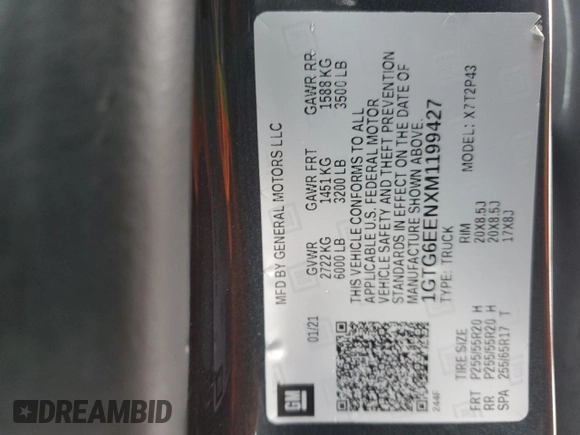 MFD BY GENERAL MOTORS LLC
01/21
GVWR GAWR FRT GAWR RR
2722 KG 1451 KG 1588 KG
6000 LB 3200 LB 3500 LB
THIS VEHICLE CONFORMS TO ALL
APPLICABLE U.S. FEDERAL MOTOR
VEHICLE SAFETY AND THEFT PREVENTION
STANDARDS IN EFFECT ON THE DATE OF
MANUFACTURE SHOWN ABOVE.
1GTG6EENXM1199427
TYPE: TRUCK MODEL: X7T2P43
GM
244F
TIRE SIZE RIM
FRT P255/55R20 H 20X8.5J
RR P255/55R20 H 20X8.5J
SPA 255/65R17 T 17X8J
DREAMBID